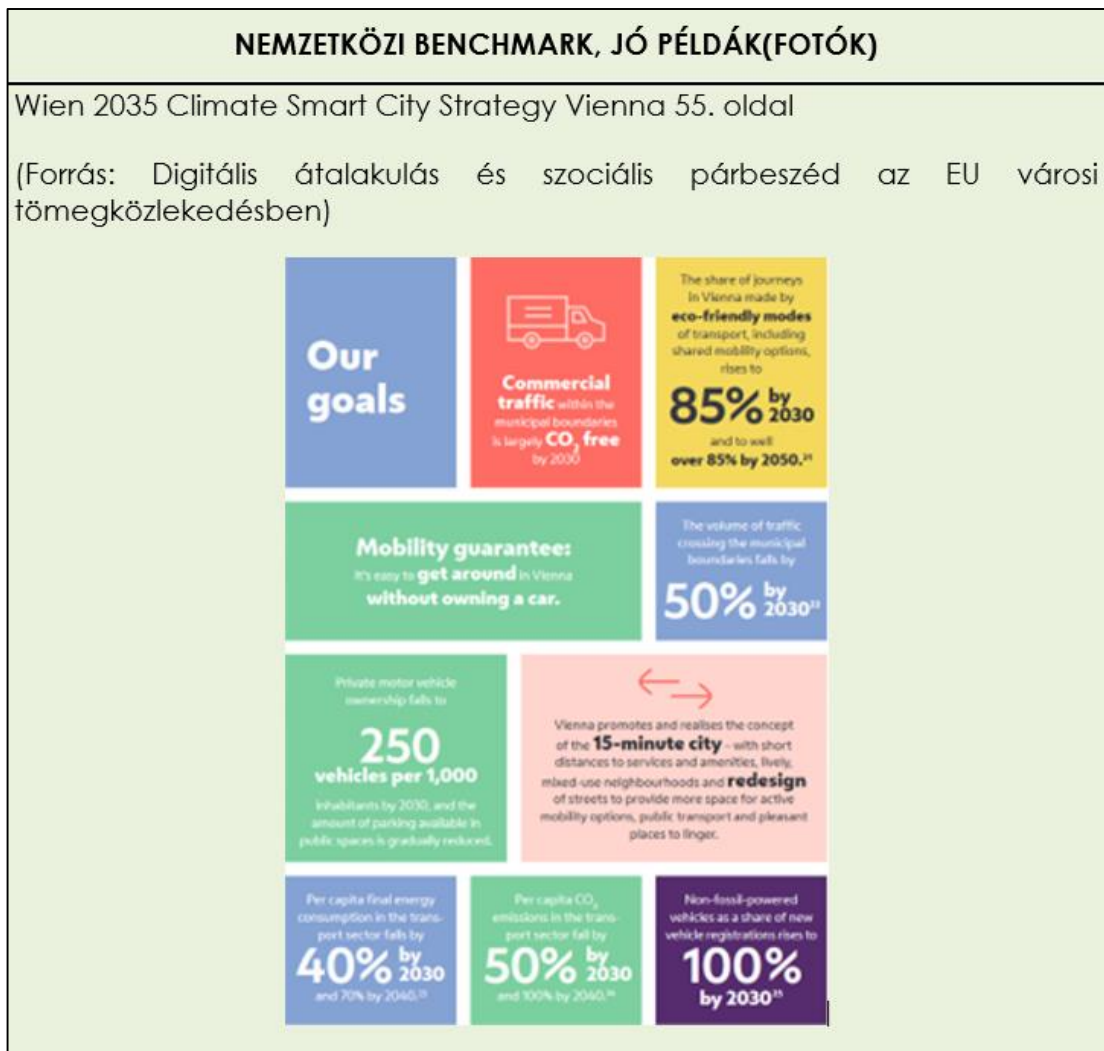 NEMZETKÖZI BENCHMARK, JÓ PÉLDÁK(FOTÓK)
Wien 2035 Climate Smart City Strategy Vienna 55. oldal
(Forrás: Digitális átalakulás és szociális párbeszéd az EU városi
tömegközlekedésben)
Our
goals
Commercial
traffic within the
municipal boundaries
is largely CO₂ free
by 2030
The share of journeys
in Vienna made by
eco-friendly modes
of transport, including
shared mobility options,
rises to
85% by
2030
and to well
over 85% by 2050.²¹
Mobility guarantee:
It's easy to get around in Vienna
without owning a car.
The volume of traffic
crossing the municipal
boundaries falls by
50% by
2030²²
Private motor vehicle
ownership falls to
250
vehicles per 1,000
inhabitants by 2030, and the
amount of parking available in
public spaces is gradually reduced.
Vienna promotes and realises the concept
of the 15-minute city – with short
distances to services and amenities, lively,
mixed-use neighbourhoods and redesign
of streets to provide more space for active
mobility options, public transport and pleasant
places to linger.
Per capita final energy
consumption in the trans-
port sector falls by
40% by
2030
and 70% by 2040.²³
Per capita CO₂
emissions in the trans-
port sector fall by
50% by
2030
and 100% by 2040.²⁴
Non-fossil-powered
vehicles as a share of new
vehicle registrations rises to
100%
by 2030²⁵